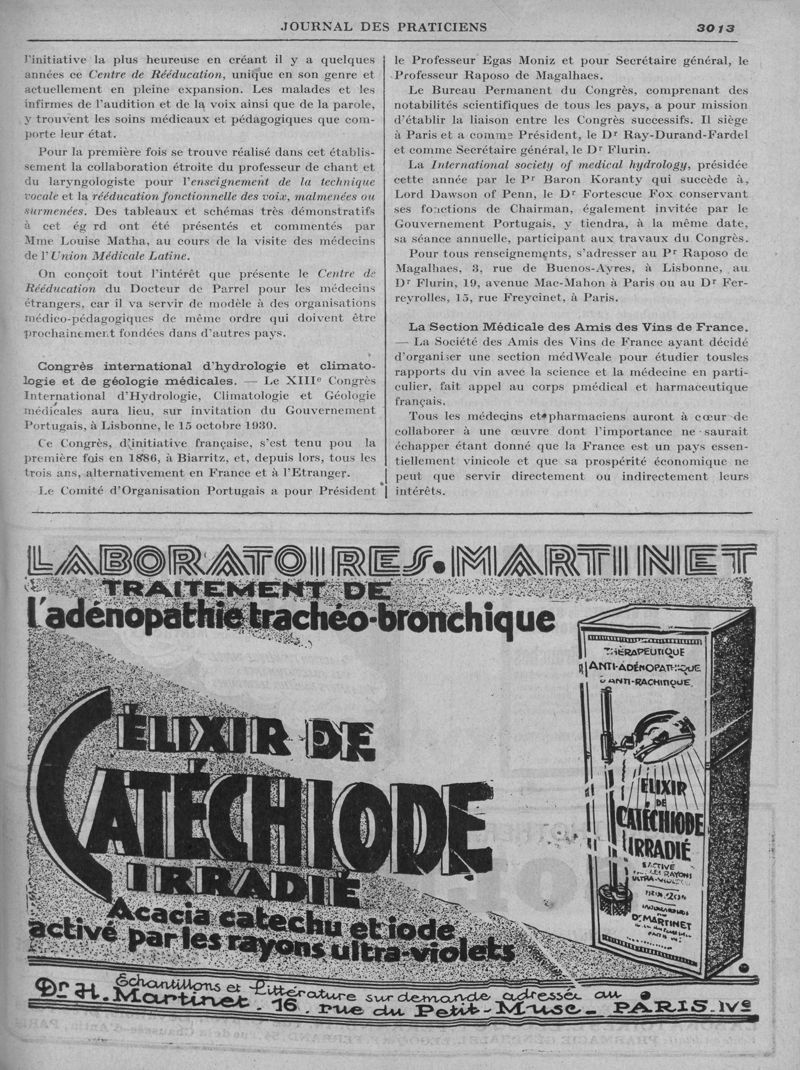 JOURNAL DES PRATICIENS
3013
l'initiative la plus heureuse en créant il y a quelques
années ce Centre de Rééducation, unique en son genre et
actuellement en pleine expansion. Les malades et les
infirmes de l'audition et de la voix ainsi que de la parole,
y trouvent les soins médicaux et pédagogiques que com-
porte leur état.
Pour la première fois se trouve réalisé dans cet établis-
sement la collaboration étroite du professeur de chant et
du laryngologiste pour l'enseignement de la technique
vocale et la rééducation fonctionelle des voix, malmenées ou
surmenées. Des tableaux et schémas très démonstratifs
à cet ég rd ont été présentés et commentés par
Mme Louise Matha, au cours de la visite des médecins
de l'Union Médicale Latine.
On conçoit tout l'intérêt que présente le Centre de
Rééducation du Docteur de Parrel pour les médecins
étrangers, car il va servir de modèle à des organisations
médico-pédagogiques de même ordre qui doivent être
prochainement fondées dans d'autres pays.
Congrès international d'hydrologie et climato-
logie et de géologie médicales. — Le XIIIe Congrès
International d'Hydrologie, Climatologie et Géologie
médicales aura lieu, sur invitation du Gouvernement
Portugais, à Lisbonne, le 15 octobre 1930.
Ce Congrès, d'initiative française, s'est tenu pou la
première fois en 1886, à Biarritz, et, depuis lors, tous les
trois ans, alternativement en France et à l'Etranger.
Le Comité d'Organisation Portugais a pour Président
le Professeur Egas Moniz et pour Secrétaire général, le
Professeur Raposo de Magalhaes.
Le Bureau Permanent du Congrès, comprenant des
notabilités scientifiques de tous les pays, a pour mission
d'établir la liaison entre les Congrès successifs. Il siège
à Paris et a comme Président, le Dr Ray-Durand-Fardel
et comme Secrétaire général, le Dr Flurin.
La International society of medical hydrology, présidée
cette année par le Pr Baron Koranty qui succède à,
Lord Dawson of Penn, le Dr Fortescue Fox conservant
ses fonctions de Chairman, également invitée par le
Gouvernement Portugais, y tiendra, à la même date,
sa séance annuelle, participant aux travaux du Congrès.
Pour tous renseignements, s'adresser au Pr Raposo de
Magalhaes, 3, rue de Buenos-Ayres, à Lisbonne, au
Dr Flurin, 19, avenue Mac-Mahon à Paris ou au Dr Fer-
reyrolles, 15, rue Freycinet, à Paris.
La Section Médicale des Amis des Vins de France.
— La Société des Amis des Vins de France ayant décidé
d'organiser une section médWeale pour étudier tousles
rapports du vin avec la science et la médecine en parti-
culier, fait appel au corps pmédical et harmaceutique
français.
Tous les médecins et pharmaciens auront à cœur de
collaborer à une œuvre dont l'importance ne saurait
échapper étant donné que la France est un pays essen-
tiellement vinicole et que sa prospérité économique ne
peut que servir directement ou indirectement leurs
intérêts.
LABORATOIRES. MARTINET
TRAITEMENT DE
l'adénopathie trachéo-bronchique
ÉLIXIR DE
CATÉCHIODE
IRRADIÉ
Acacia catechu et iode
activé par les rayons ultra-violets
THÉRAPEUTIQUE
ANTI-ADÉNOPATHIQUE
& ANTI-RACHITIQUE
ÉLIXIR
DE
CATÉCHIODE
IRRADIÉ
LES RAYONS
Dr MARTINET
Échantillons et Littérature sur demande adressée au
Dr H. Martinet. 16. rue du Petit-Musc - PARIS. IVe